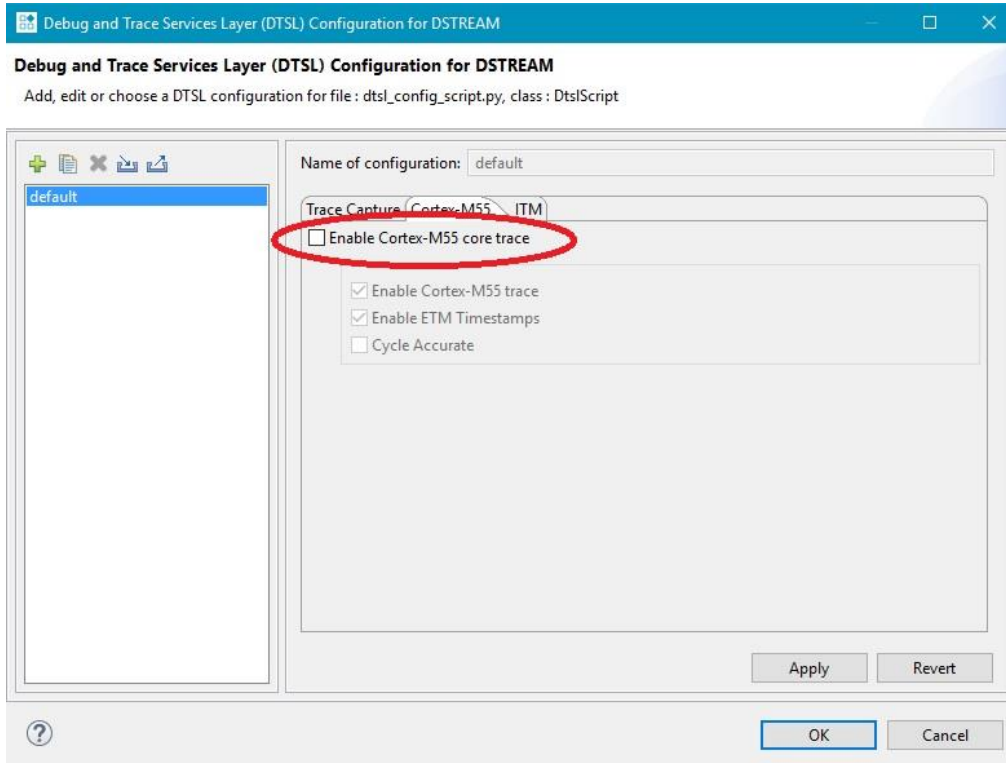 Debug and Trace Services Layer (DTSL) Configuration for DSTREAM
Debug and Trace Services Layer (DTSL) Configuration for DSTREAM
Add, edit or choose a DTSL configuration for file : dtsl_config_script.py, class : DtslScript
default
Name of configuration: default
Trace Capture Cortex-M55 ITM
Enable Cortex-M55 core trace
Enable Cortex-M55 trace
Enable ETM Timestamps
Cycle Accurate
Apply Revert
OK Cancel